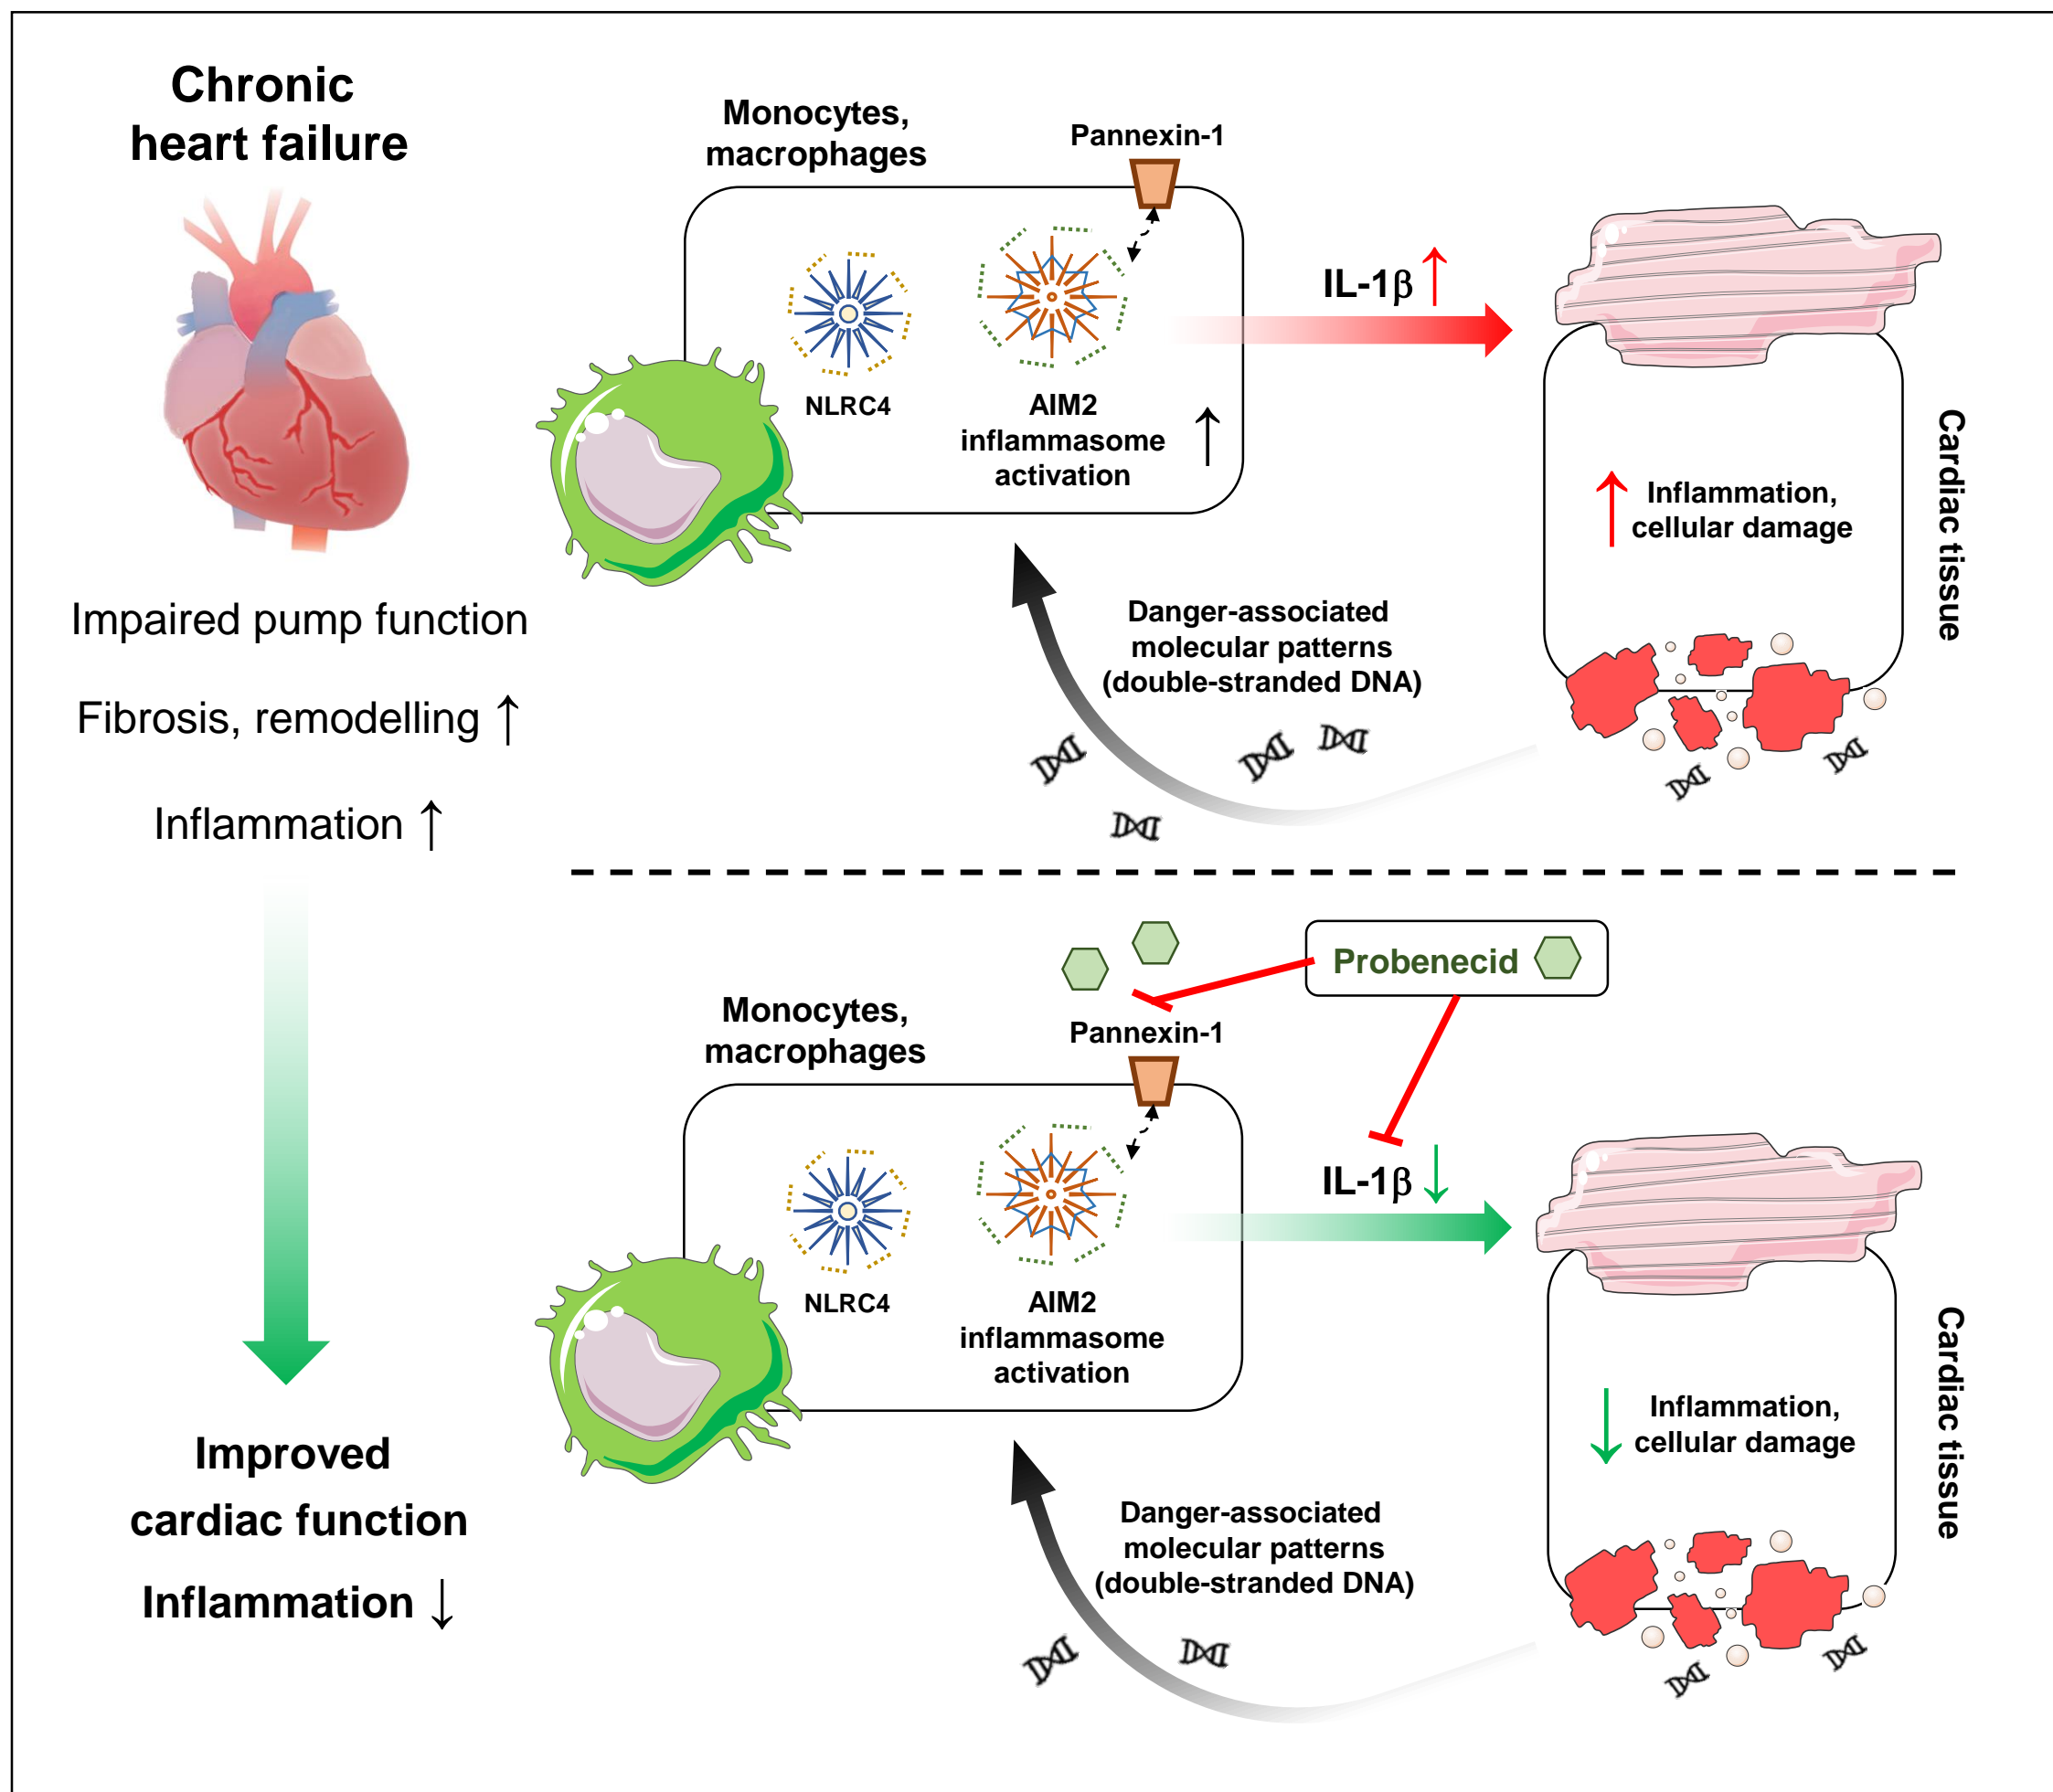 Chronic
heart failure
Impaired pump function
Fibrosis, remodelling ↑
Inflammation ↑
Improved
cardiac function
Inflammation ↓
Monocytes,
macrophages
Pannexin-1
NLRC4
AIM2
inflammasome
activation ↑
IL-1β ↑
Cardiac tissue
↑ Inflammation,
cellular damage
Danger-associated
molecular patterns
(double-stranded DNA)
Probenecid
Monocytes,
macrophages
Pannexin-1
NLRC4
AIM2
inflammasome
activation
IL-1β ↓
Cardiac tissue
↓ Inflammation,
cellular damage
Danger-associated
molecular patterns
(double-stranded DNA)